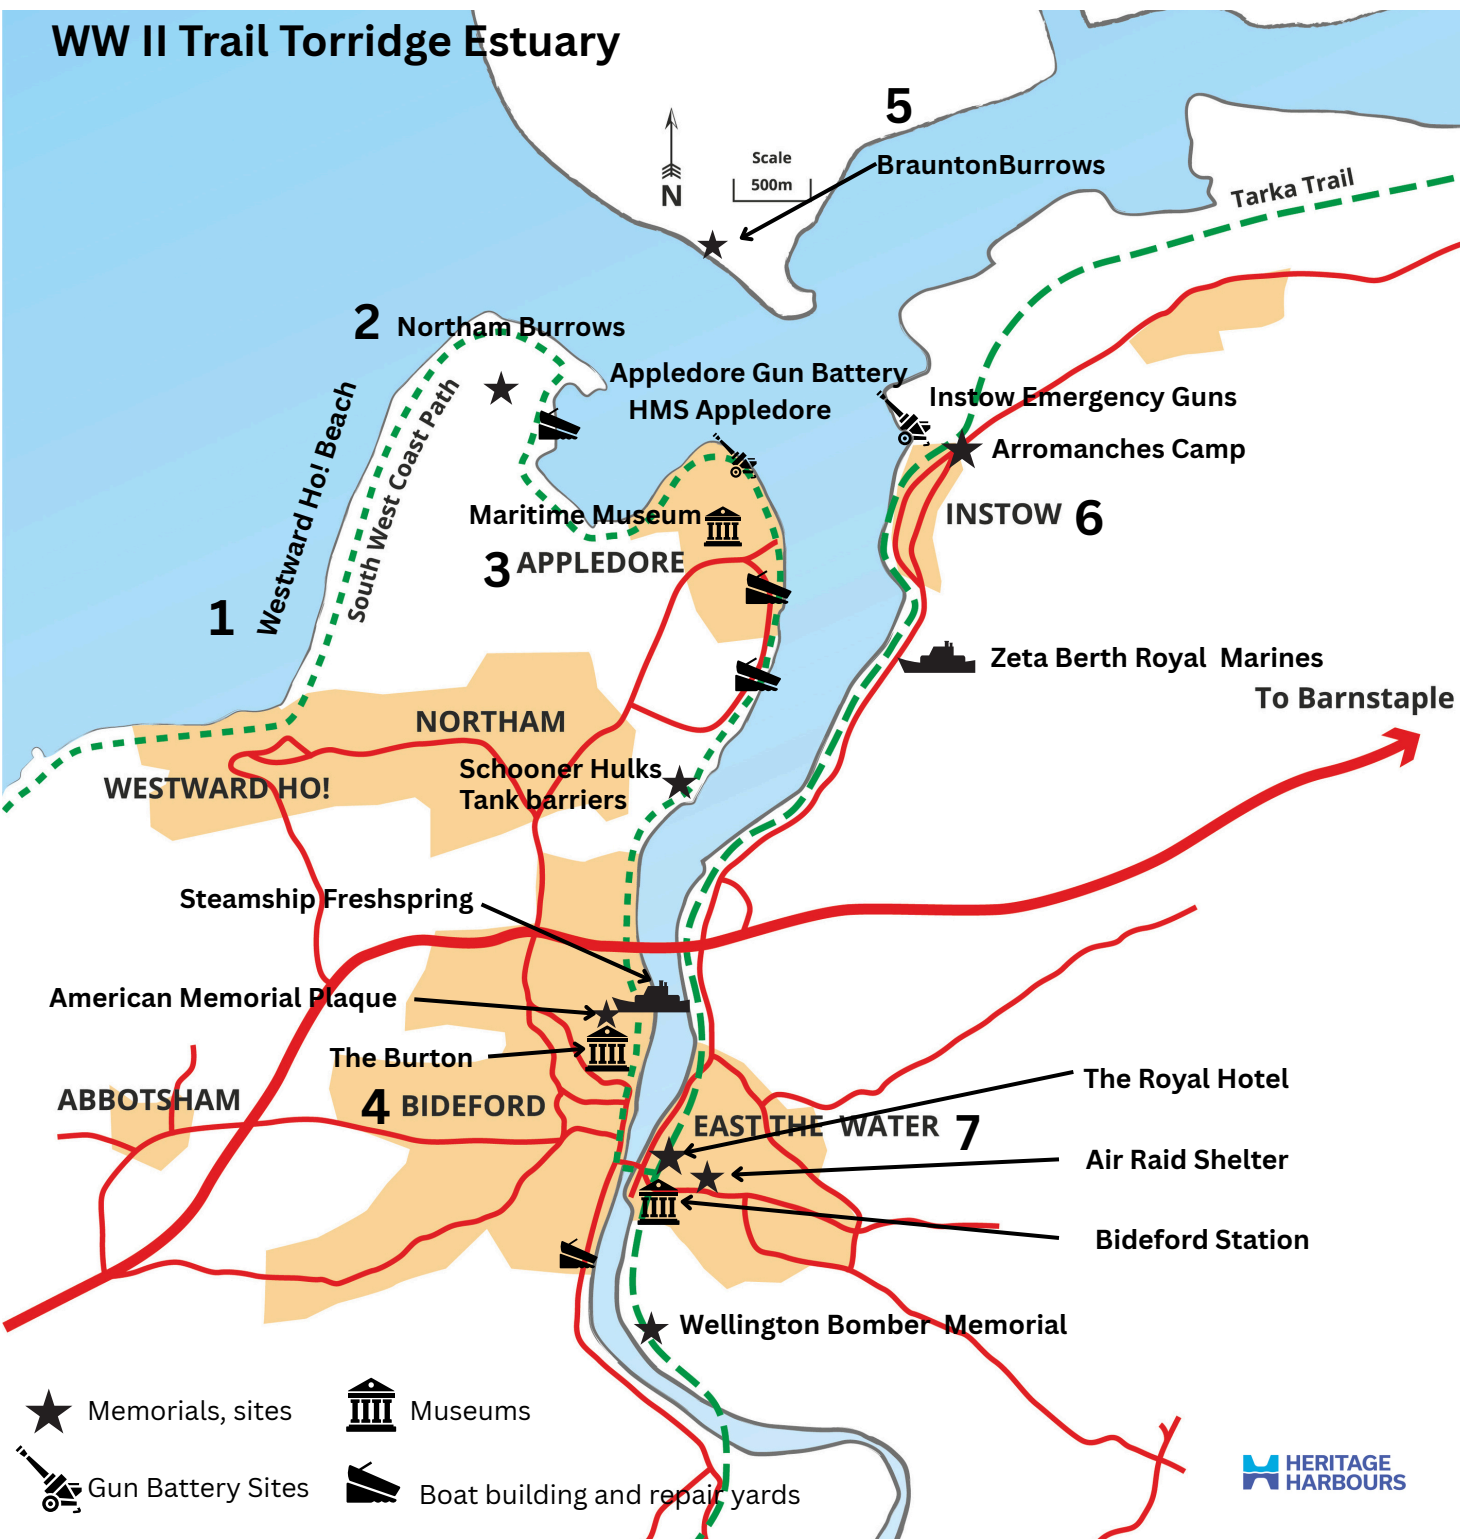 WW II Trail Torridge Estuary
5
Scale
500m
N
BrauntonBurrows
Tarka Trail
2 Northam Burrows
Appledore Gun Battery
HMS Appledore
Instow Emergency Guns
Arromanches Camp
Westward Ho! Beach
South West Coast Path
Maritime Museum
INSTOW 6
3 APPLEDORE
1
Zeta Berth Royal Marines
To Barnstaple
NORTHAM
WESTWARD HO!
Schooner Hulks
Tank barriers
Steamship Freshspring
American Memorial Plaque
The Burton
ABBOTSHAM
4 BIDEFORD
The Royal Hotel
EAST THE WATER 7
Air Raid Shelter
Bideford Station
Wellington Bomber Memorial
Memorials, sites
Museums
Gun Battery Sites
Boat building and repair yards
HERITAGE
HARBOURS